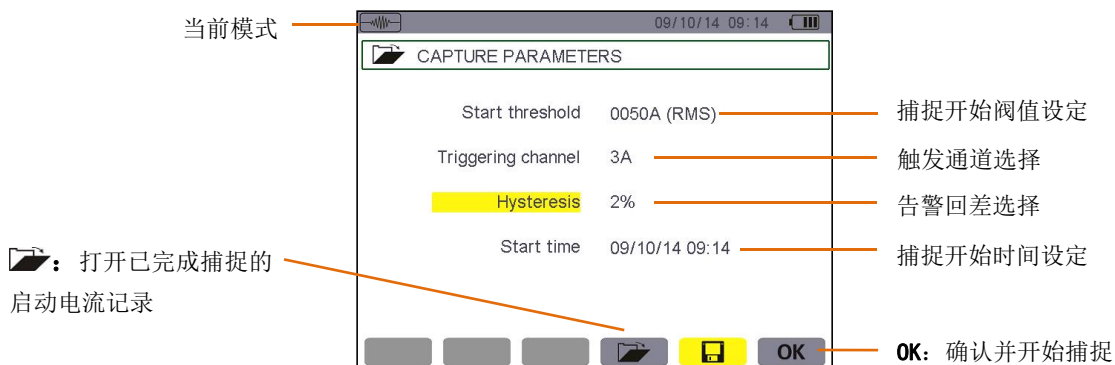 当前模式
09/10/14 09:14
CAPTURE PARAMETERS
Start threshold 0050A (RMS)
捕捉开始阀值设定
Triggering channel 3A
触发通道选择
Hysteresis 2%
告警回差选择
Start time 09/10/14 09:14
捕捉开始时间设定
：打开已完成捕捉的
启动电流记录
OK
OK：确认并开始捕捉